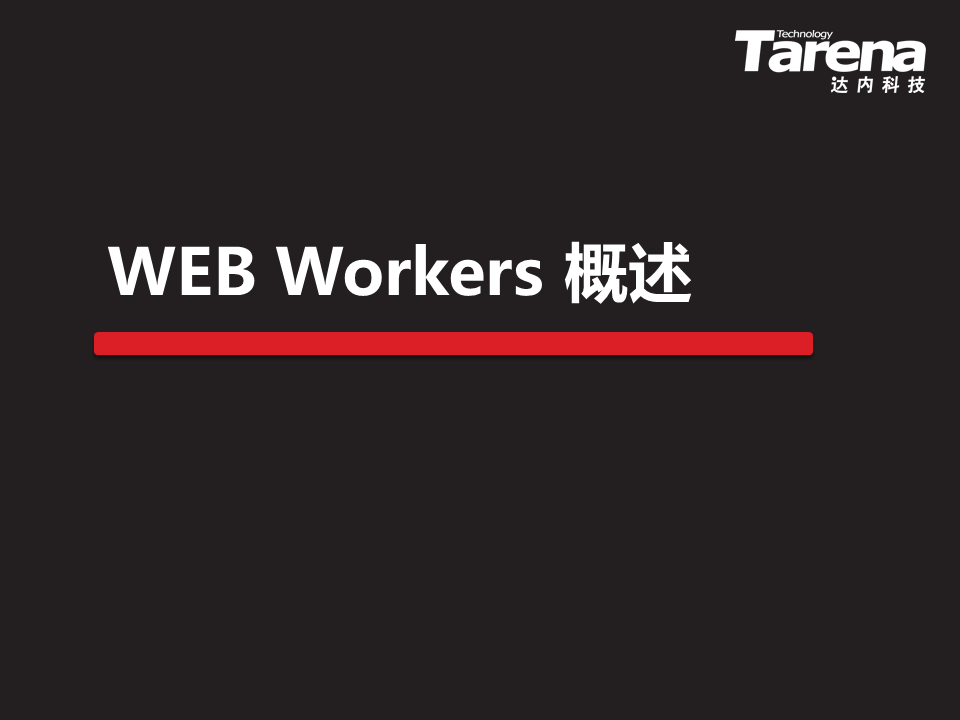 Technology
Tarena
达内科技
WEB Workers 概述